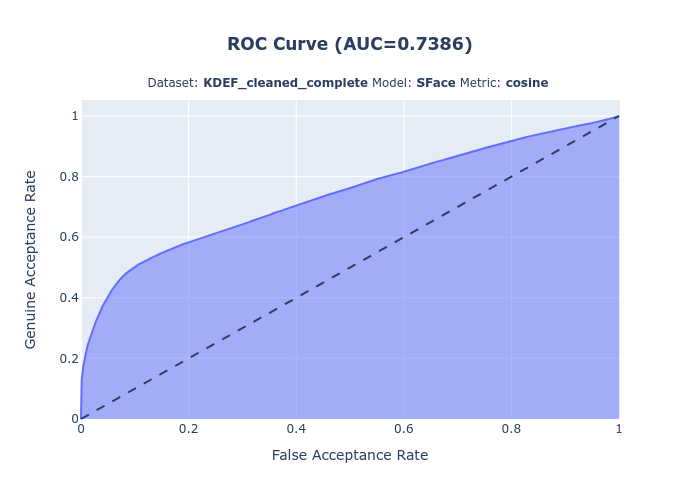 ROC Curve (AUC=0.7386)
Dataset: KDEF_cleaned_complete Model: SFace Metric: cosine
Genuine Acceptance Rate
1
0.8
0.6
0.4
0.2
0
0 0.2 0.4 0.6 0.8 1
False Acceptance Rate